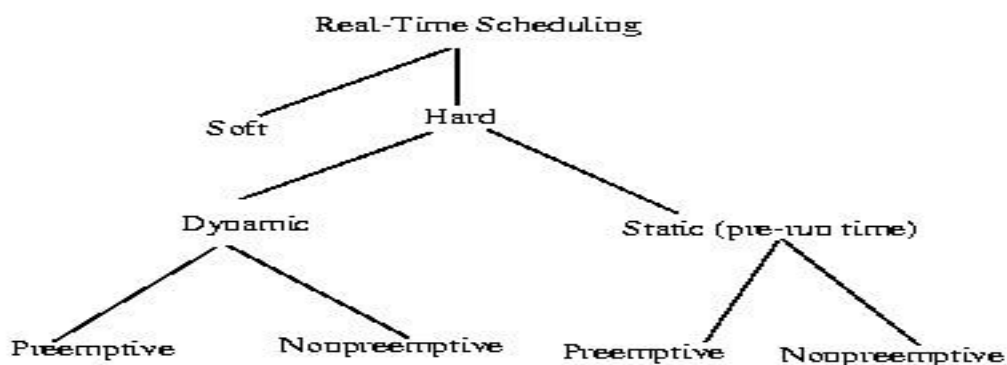 Real-Time Scheduling
Soft
Hard
Dynamic
Static (pre-run time)
Preemptive
Nonpreemptive
Preemptive
Nonpreemptive